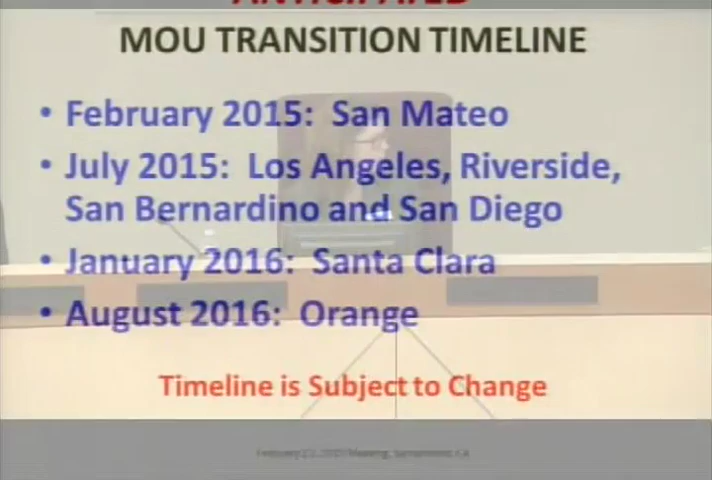 ANTICIPATED
MOU TRANSITION TIMELINE
• February 2015: San Mateo
• July 2015: Los Angeles, Riverside,
San Bernardino and San Diego
• January 2016: Santa Clara
• August 2016: Orange
Timeline is Subject to Change